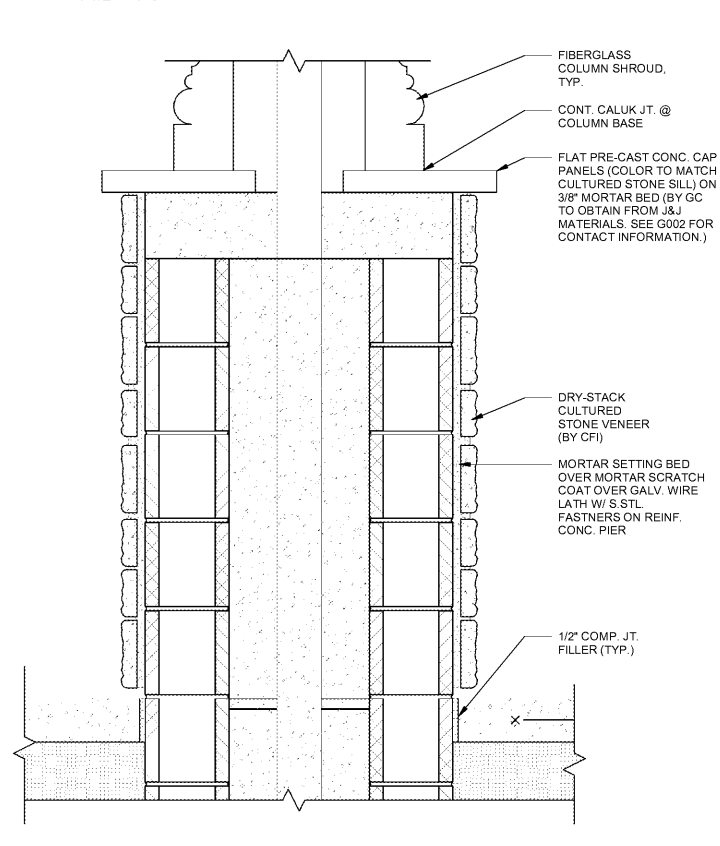 FIBERGLASS
COLUMN SHROUD,
TYP.
CONT. CALUK JT. @
COLUMN BASE
FLAT PRE-CAST CONC. CAP
PANELS (COLOR TO MATCH
CULTURED STONE SILL) ON
3/8" MORTAR BED (BY GC
TO OBTAIN FROM J&J
MATERIALS. SEE G002 FOR
CONTACT INFORMATION.)
DRY-STACK
CULTURED
STONE VENEER
(BY CFI)
MORTAR SETTING BED
OVER MORTAR SCRATCH
COAT OVER GALV. WIRE
LATH W/ S.STL.
FASTNERS ON REINF.
CONC. PIER
1/2" COMP. JT.
FILLER (TYP.)